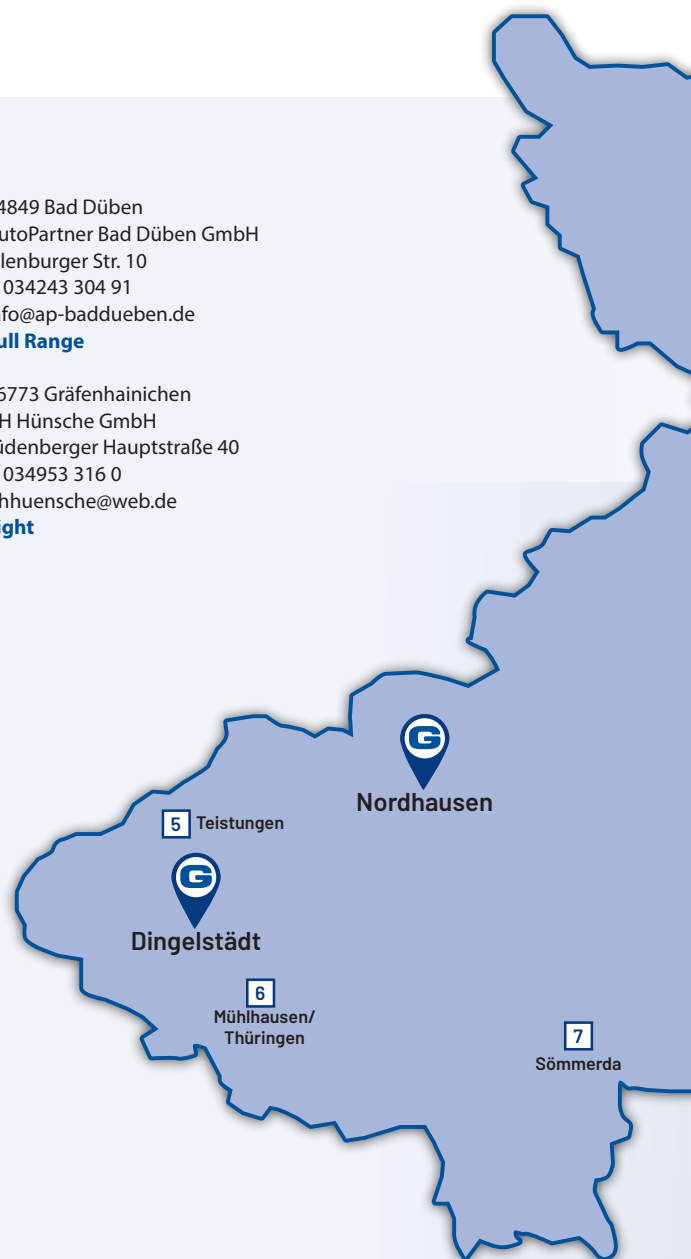 4849 Bad Düben
utoPartner Bad Düben GmbH
lenburger Str. 10
034243 304 91
nfo@ap-baddueben.de
ull Range
6773 Gräfenhainichen
H Hünsche GmbH
üdenberger Hauptstraße 40
034953 316 0
hhuensche@web.de
ight
G
Nordhausen
5 Teistungen
G
Dingelstädt
6
Mühlhausen/
Thüringen
7
Sömmerda